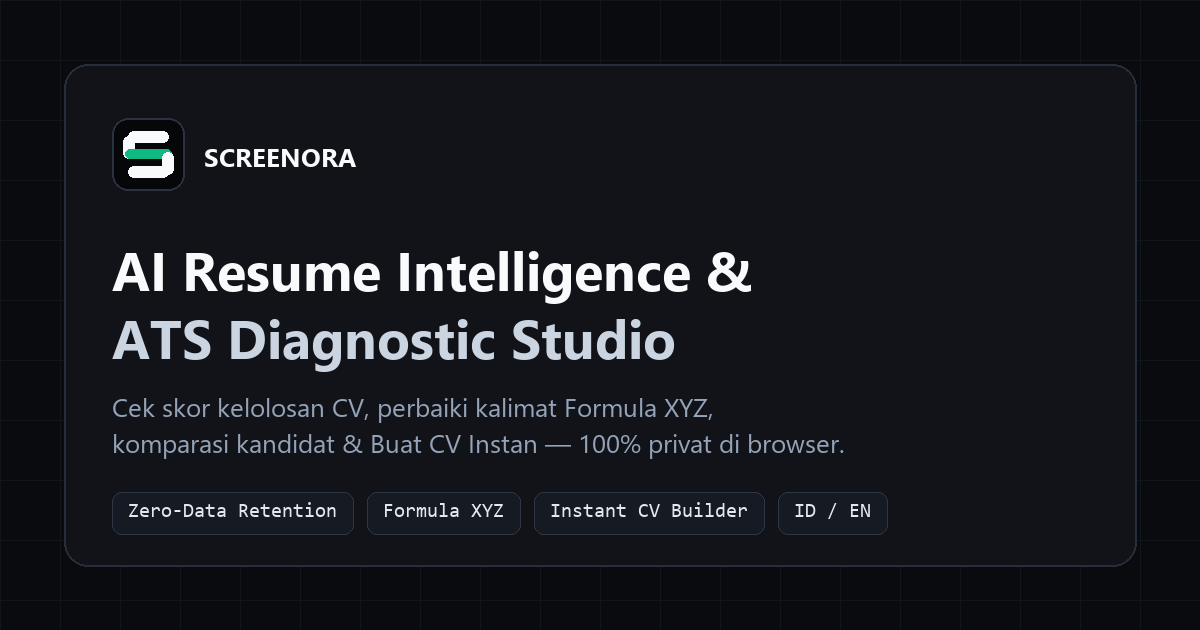 SCREENORA
AI Resume Intelligence &
ATS Diagnostic Studio
Cek skor kelolosan CV, perbaiki kalimat Formula XYZ,
komparasi kandidat & Buat CV Instan — 100% privat di browser.
Zero-Data Retention
Formula XYZ
Instant CV Builder
ID / EN